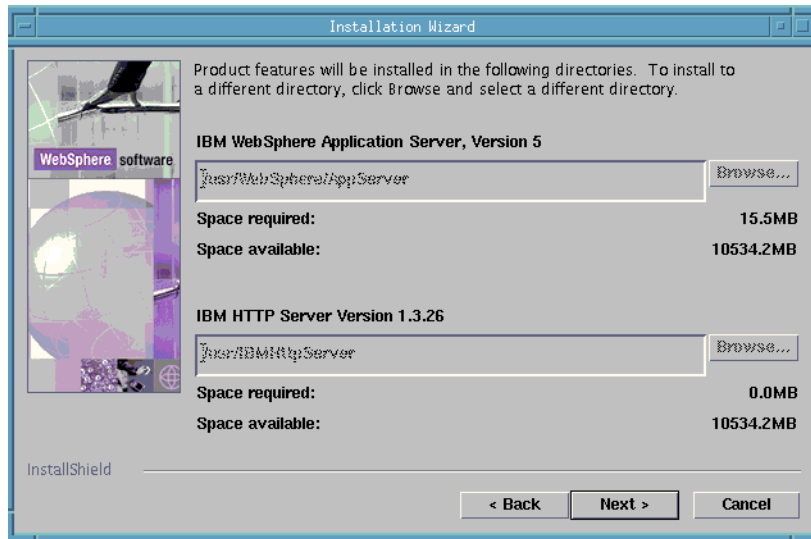 Installation Wizard
Product features will be installed in the following directories. To install to
a different directory, click Browse and select a different directory.
WebSphere software
IBM WebSphere Application Server, Version 5
/usr/WebSphere/AppServer
Browse...
Space required: 15.5MB
Space available: 10534.2MB
IBM HTTP Server Version 1.3.26
/usr/IBMHttpServer
Browse...
Space required: 0.0MB
Space available: 10534.2MB
InstallShield
< Back Next > Cancel